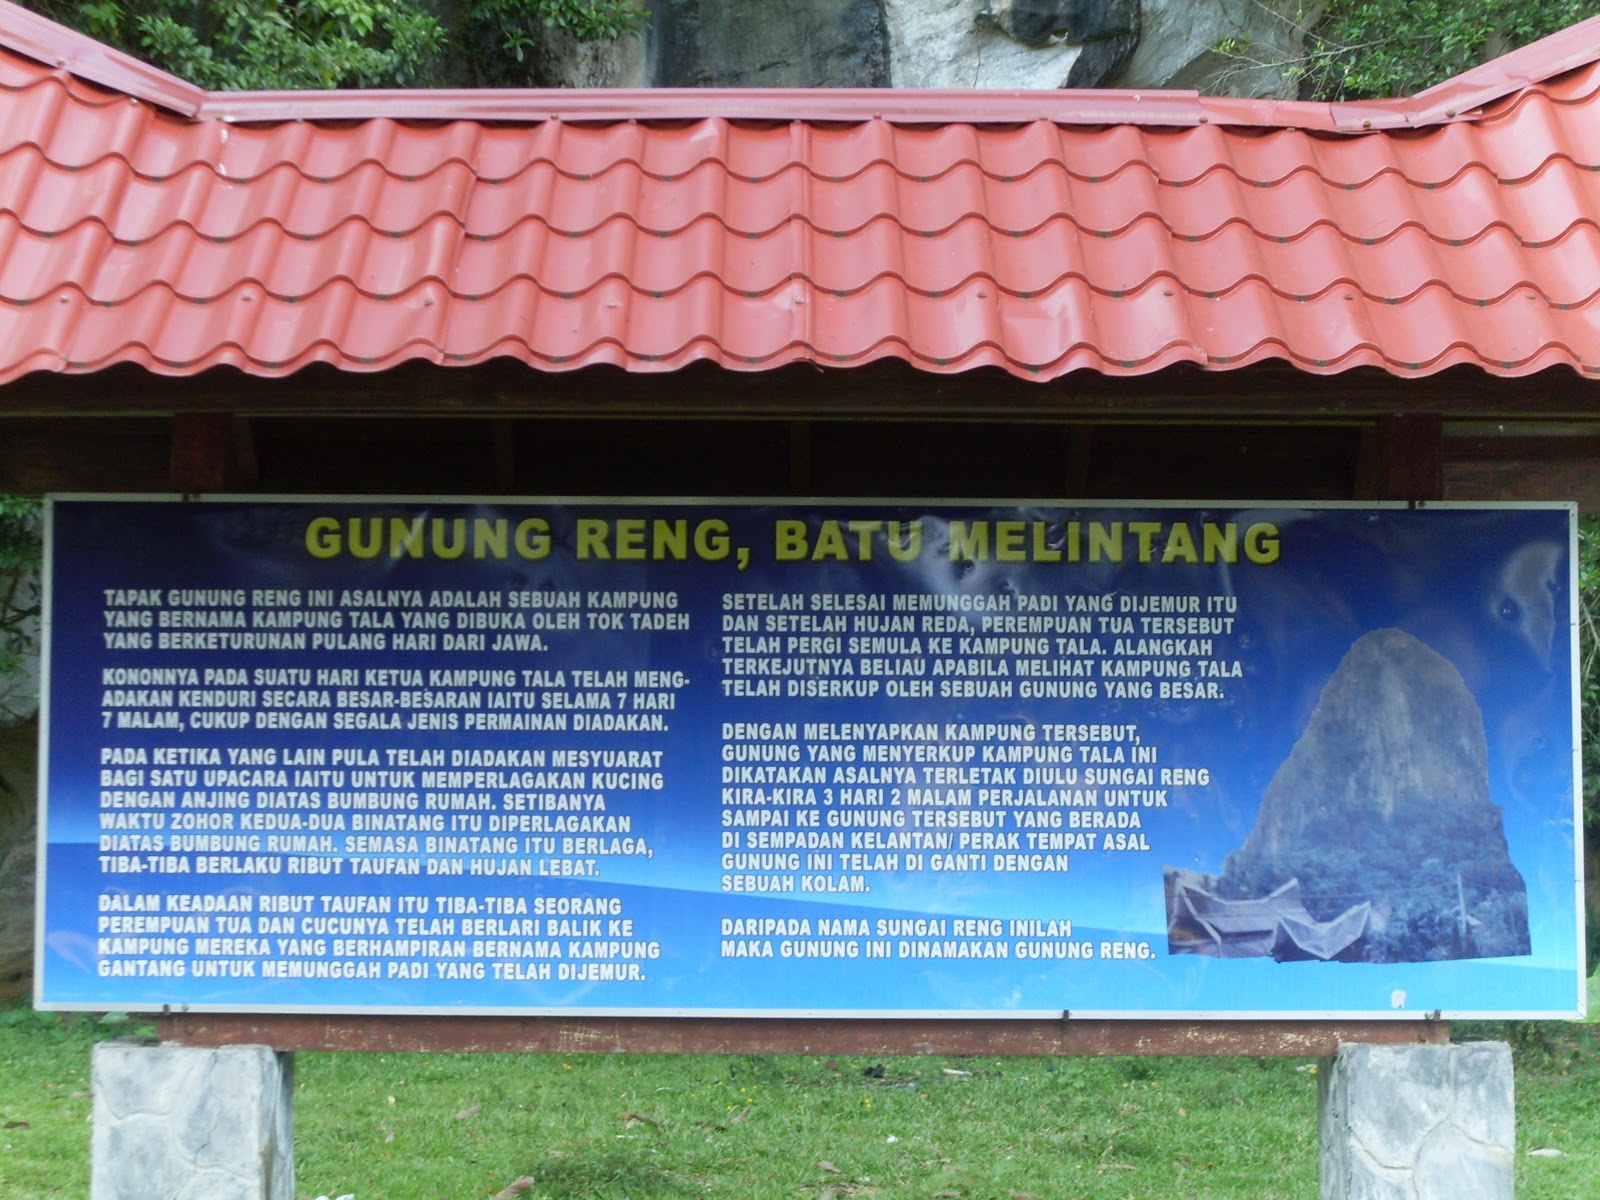 GUNUNG RENG, BATU MELINTANG
TAPAK GUNUNG RENG INI ASALNYA ADALAH SEBUAH KAMPUNG
YANG BERNAMA KAMPUNG TALA YANG DIBUKA OLEH TOK TADEH
YANG BERKETURUNAN PULANG HARI DARI JAWA.
KONONNYA PADA SUATU HARI KETUA KAMPUNG TALA TELAH MENG-
ADAKAN KENDURI SECARA BESAR-BESARAN IAITU SELAMA 7 HARI
7 MALAM, CUKUP DENGAN SEGALA JENIS PERMAINAN DIADAKAN.
PADA KETIKA YANG LAIN PULA TELAH DIADAKAN MESYUARAT
BAGI SATU UPACARA IAITU UNTUK MEMPERLAGAKAN KUCING
DENGAN ANJING DIATAS BUMBUNG RUMAH. SETIBANYA
WAKTU ZOHOR KEDUA-DUA BINATANG ITU DIPERLAGAKAN
DIATAS BUMBUNG RUMAH. SEMASA BINATANG ITU BERLAGA,
TIBA-TIBA BERLAKU RIBUT TAUFAN DAN HUJAN LEBAT.
DALAM KEADAAN RIBUT TAUFAN ITU TIBA-TIBA SEORANG
PEREMPUAN TUA DAN CUCUNYA TELAH BERLARI BALIK KE
KAMPUNG MEREKA YANG BERHAMPIRAN BERNAMA KAMPUNG
GANTANG UNTUK MEMUNGGAH PADI YANG TELAH DIJEMUR.
SETELAH SELESAI MEMUNGGAH PADI YANG DIJEMUR ITU
DAN SETELAH HUJAN REDA, PEREMPUAN TUA TERSEBUT
TELAH PERGI SEMULA KE KAMPUNG TALA. ALANGKAH
TERKEJUTNYA BELIAU APABILA MELIHAT KAMPUNG TALA
TELAH DISERKUP OLEH SEBUAH GUNUNG YANG BESAR.
DENGAN MELENYAPKAN KAMPUNG TERSEBUT,
GUNUNG YANG MENYERKUP KAMPUNG TALA INI
DIKATAKAN ASALNYA TERLETAK DIULU SUNGAI RENG
KIRA-KIRA 3 HARI 2 MALAM PERJALANAN UNTUK
SAMPAI KE GUNUNG TERSEBUT YANG BERADA
DI SEMPADAN KELANTAN/ PERAK TEMPAT ASAL
GUNUNG INI TELAH DI GANTI DENGAN
SEBUAH KOLAM.
DARIPADA NAMA SUNGAI RENG INILAH
MAKA GUNUNG INI DINAMAKAN GUNUNG RENG.